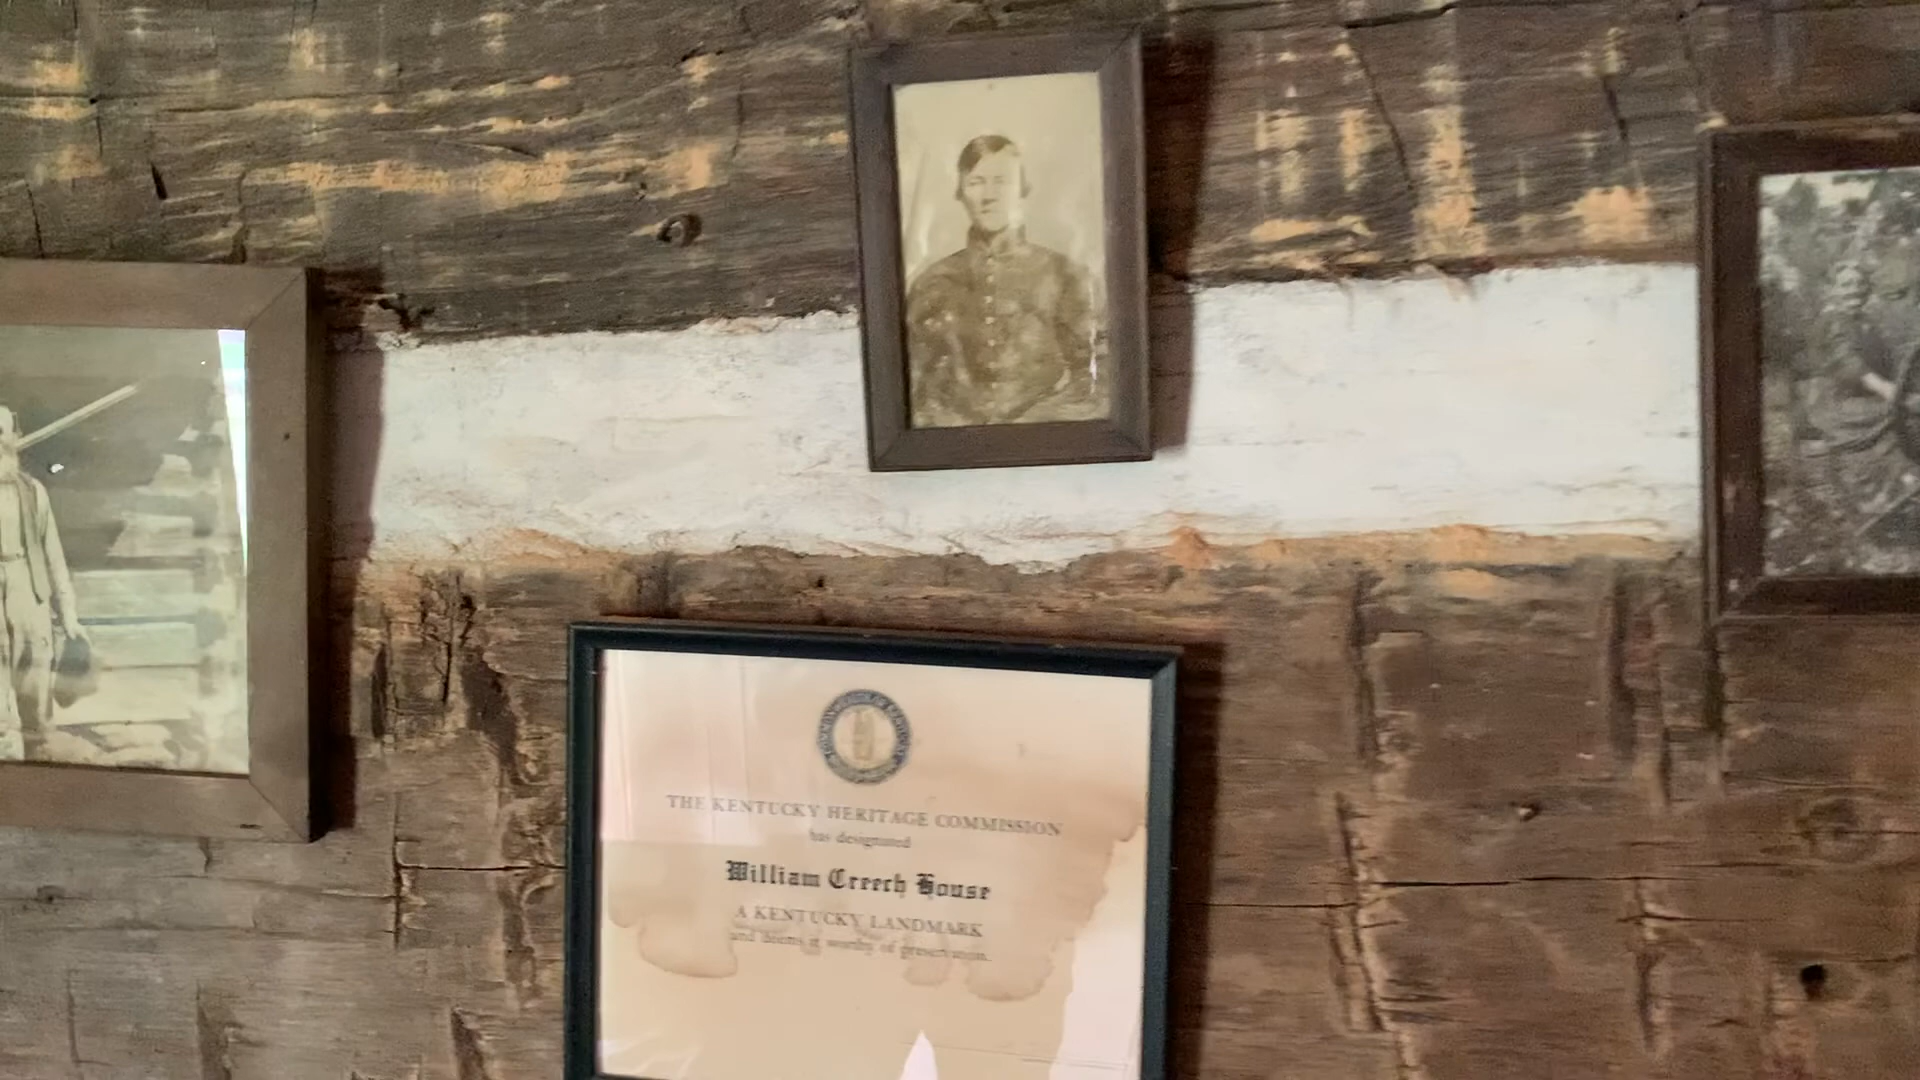 THE KENTUCKY HERITAGE COMMISSION
has designated
William Creech House
A KENTUCKY LANDMARK
and deems it worthy of preservation.